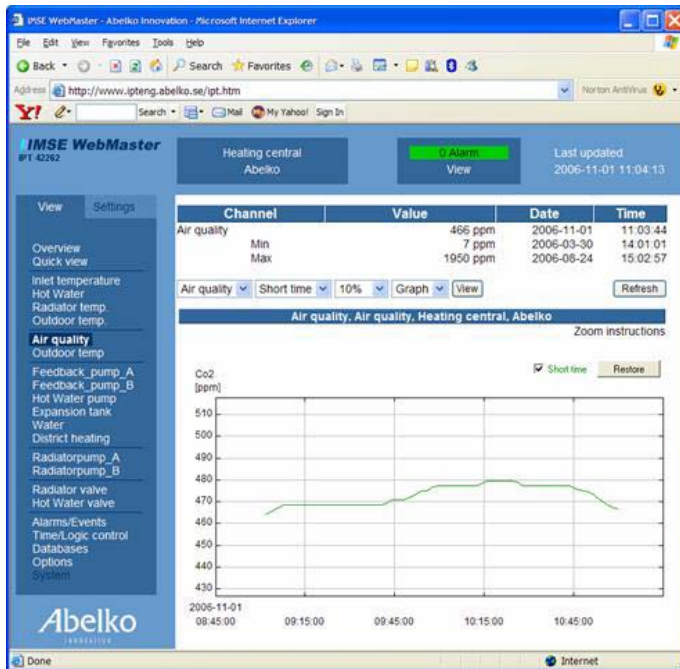 IMSE WebMaster - Abelko Innovation - Microsoft Internet Explorer
File Edit View Favorites Tools Help
Back Search Favorites
Address http://www.ipteng.abelko.se/ipt.htm Norton AntiVirus
Y! Search Mail My Yahoo! Sign In
IMSE WebMaster
IPT 42262
Heating central
Abelko
0 Alarm
View
Last updated
2006-11-01 11:04:13
View Settings
Overview
Quick view
Inlet temperature
Hot Water
Radiator temp.
Outdoor temp.
Air quality
Outdoor temp
Feedback_pump_A
Feedback_pump_B
Hot Water pump
Expansion tank
Water
District heating
Radiatorpump_A
Radiatorpump_B
Radiator valve
Hot Water valve
Alarms/Events
Time/Logic control
Databases
Options
System
Abelko
INNOVATION
Channel Value Date Time
Air quality 466 ppm 2006-11-01 11:03:44
Min 7 ppm 2006-03-30 14:01:01
Max 1950 ppm 2006-08-24 15:02:57
Air quality Short time 10% Graph View Refresh
Air quality, Air quality, Heating central, Abelko
Zoom instructions
Short time Restore
Co2
[ppm]
510
500
490
480
470
460
450
440
430
2006-11-01
08:45:00 09:15:00 09:45:00 10:15:00 10:45:00
Done Internet